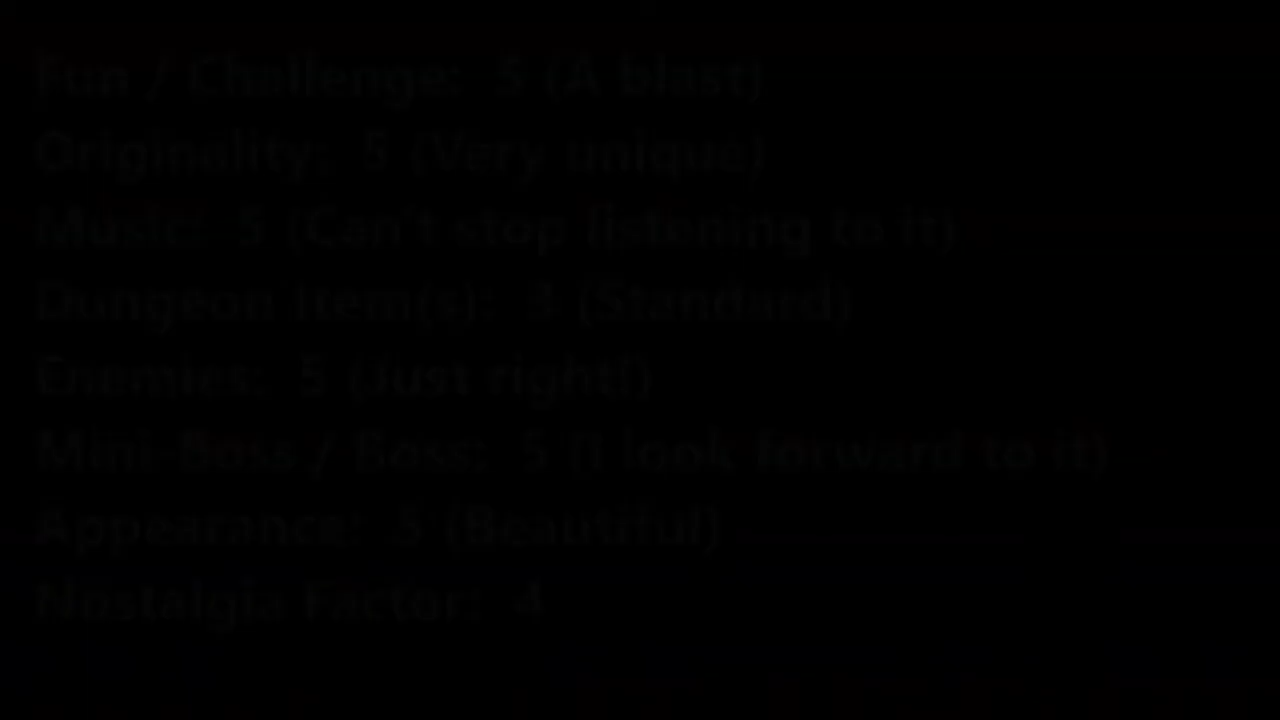 Fun / Challenge: 5 (A blast)
Originality: 5 (Very unique)
Music: 5 (Can't stop listening to it)
Dungeon Item(s): 3 (Standard)
Enemies: 5 (Just right!)
Mini-Boss / Boss: 5 (I look forward to it)
Appearance: 5 (Beautiful)
Nostalgia Factor: 4